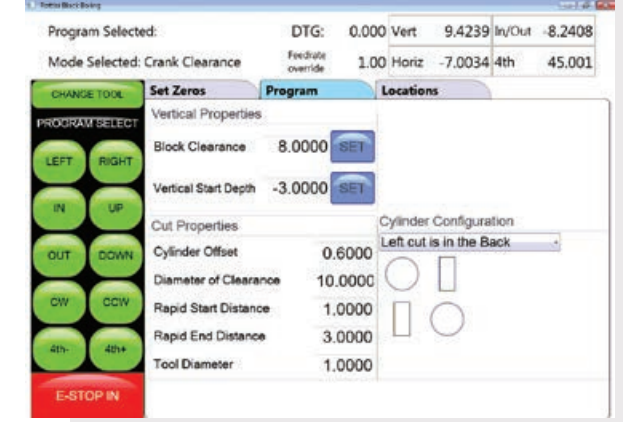 Rottler Block Boring
Program Selected: DTG: 0.000 Vert 9.4239 In/Out -8.2408
Mode Selected: Crank Clearance Feedrate override 1.00 Horiz -7.0034 4th 45.001
CHANGE TOOL Set Zeros Program Locations
PROGRAM SELECT Vertical Properties
LEFT RIGHT Block Clearance 8.0000 SET
Vertical Start Depth -3.0000 SET
IN UP
Cut Properties Cylinder Configuration
Left cut is in the Back
OUT DOWN Cylinder Offset 0.6000
Diameter of Clearance 10.0000
CW CCW Rapid Start Distance 1.0000
Rapid End Distance 3.0000
4th- 4th+
Tool Diameter 1.0000
E-STOP IN